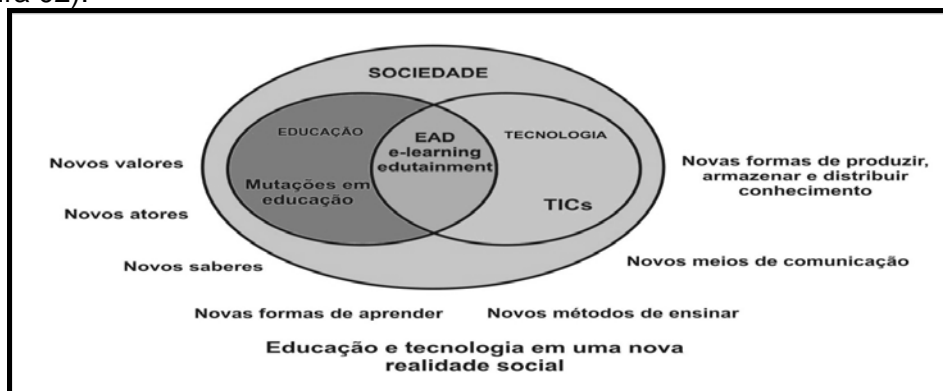 SOCIEDADE
EDUCAÇÃO
Mutações em
educação
EAD
e-learning
edutainment
TECNOLOGIA
TICs
Novos valores
Novos atores
Novos saberes
Novas formas de aprender
Novos métodos de ensinar
Novos meios de comunicação
Novas formas de produzir,
armazenar e distribuir
conhecimento
Educação e tecnologia em uma nova
realidade social